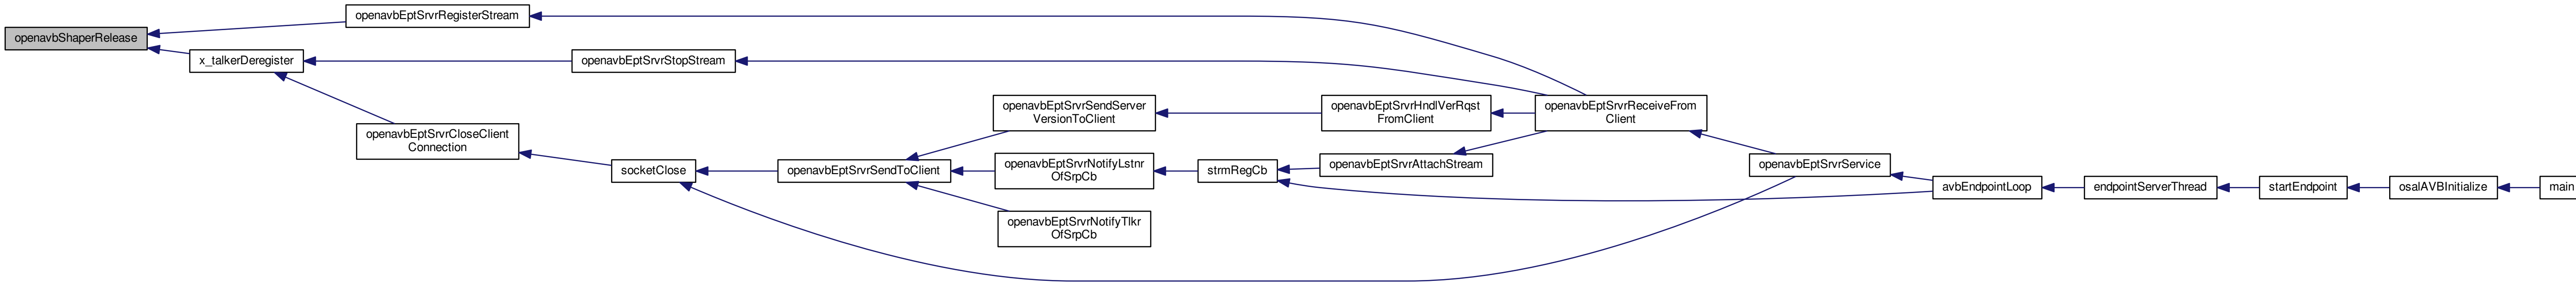 openavbShaperRelease
openavbEptSrvrRegisterStream
x_talkerDeregister
openavbEptSrvrStopStream
openavbEptSrvrCloseClient
Connection
socketClose
openavbEptSrvrSendToClient
openavbEptSrvrSendServer
VersionToClient
openavbEptSrvrNotifyLstnr
OfSrpCb
openavbEptSrvrNotifyTlkr
OfSrpCb
strmRegCb
openavbEptSrvrHndlVerRqst
FromClient
openavbEptSrvrAttachStream
openavbEptSrvrReceiveFrom
Client
openavbEptSrvrService
avbEndpointLoop
endpointServerThread
startEndpoint
osalAVBInitialize
main